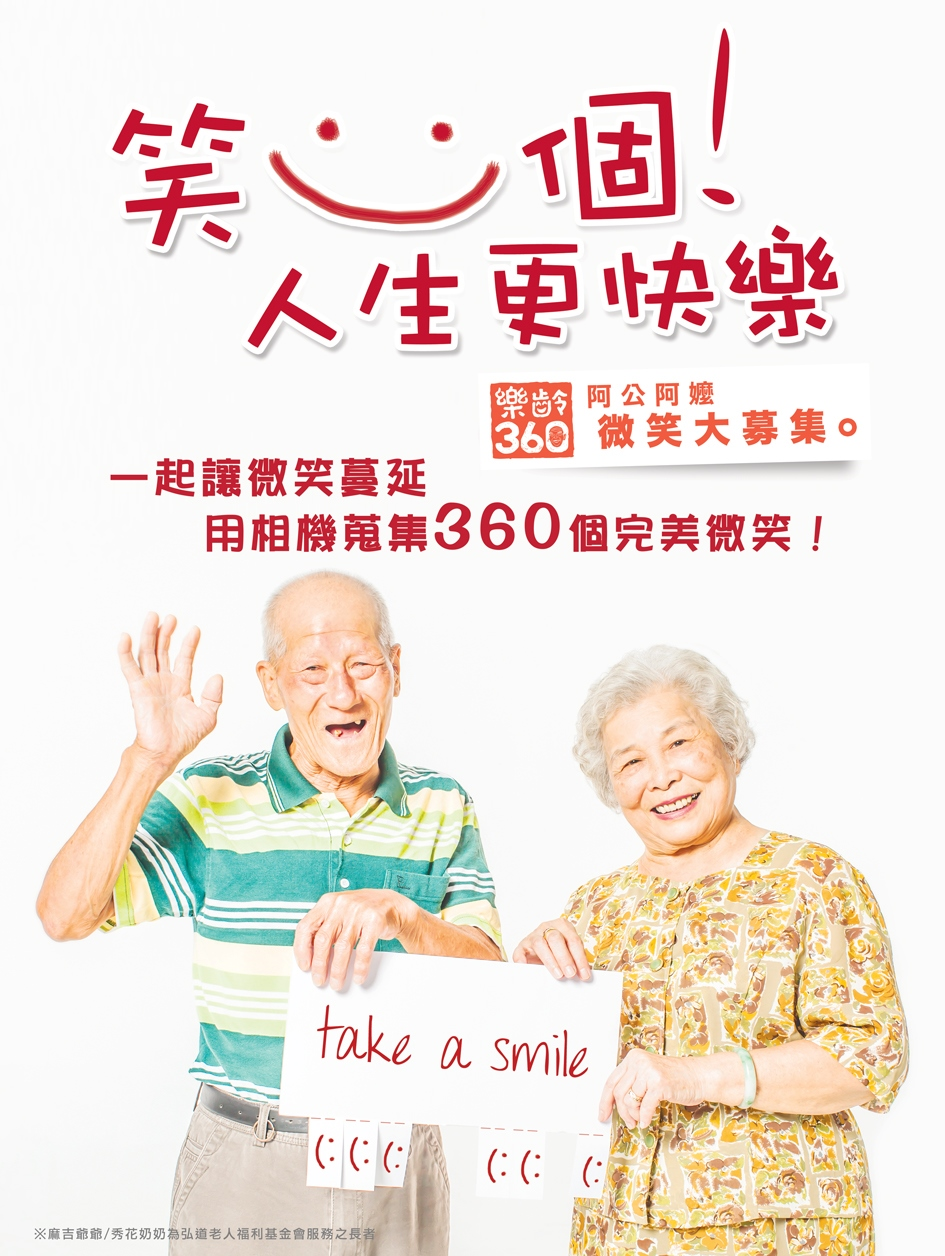 笑 個!
人生更快樂
樂齡
360
阿公阿嬤
微笑大募集。
一起讓微笑蔓延
用相機蒐集360個完美微笑!
take a smile
(: (: (: (: (: (:
※麻吉爺爺/秀花奶奶為弘道老人福利基金會服務之長者